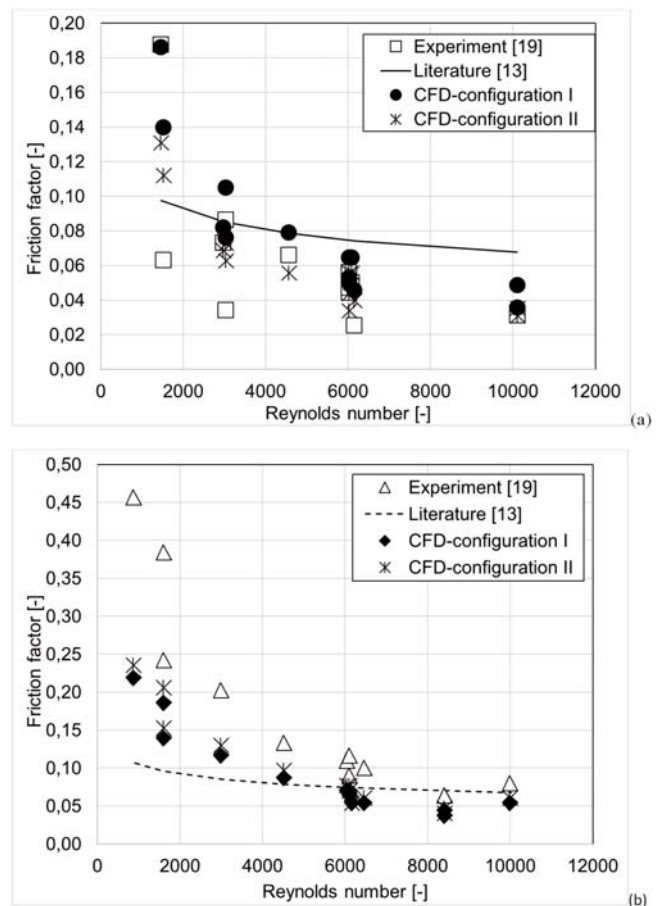 0,20
0,18
0,16
0,14
0,12
0,10
0,08
0,06
0,04
0,02
0,00
Friction factor [-]
Experiment [19]
Literature [13]
CFD-configuration I
CFD-configuration II
0 2000 4000 6000 8000 10000 12000
Reynolds number [-]
(a)
0,50
0,45
0,40
0,35
0,30
0,25
0,20
0,15
0,10
0,05
0,00
Friction factor [-]
Experiment [19]
Literature [13]
CFD-configuration I
CFD-configuration II
0 2000 4000 6000 8000 10000 12000
Reynolds number [-]
(b)